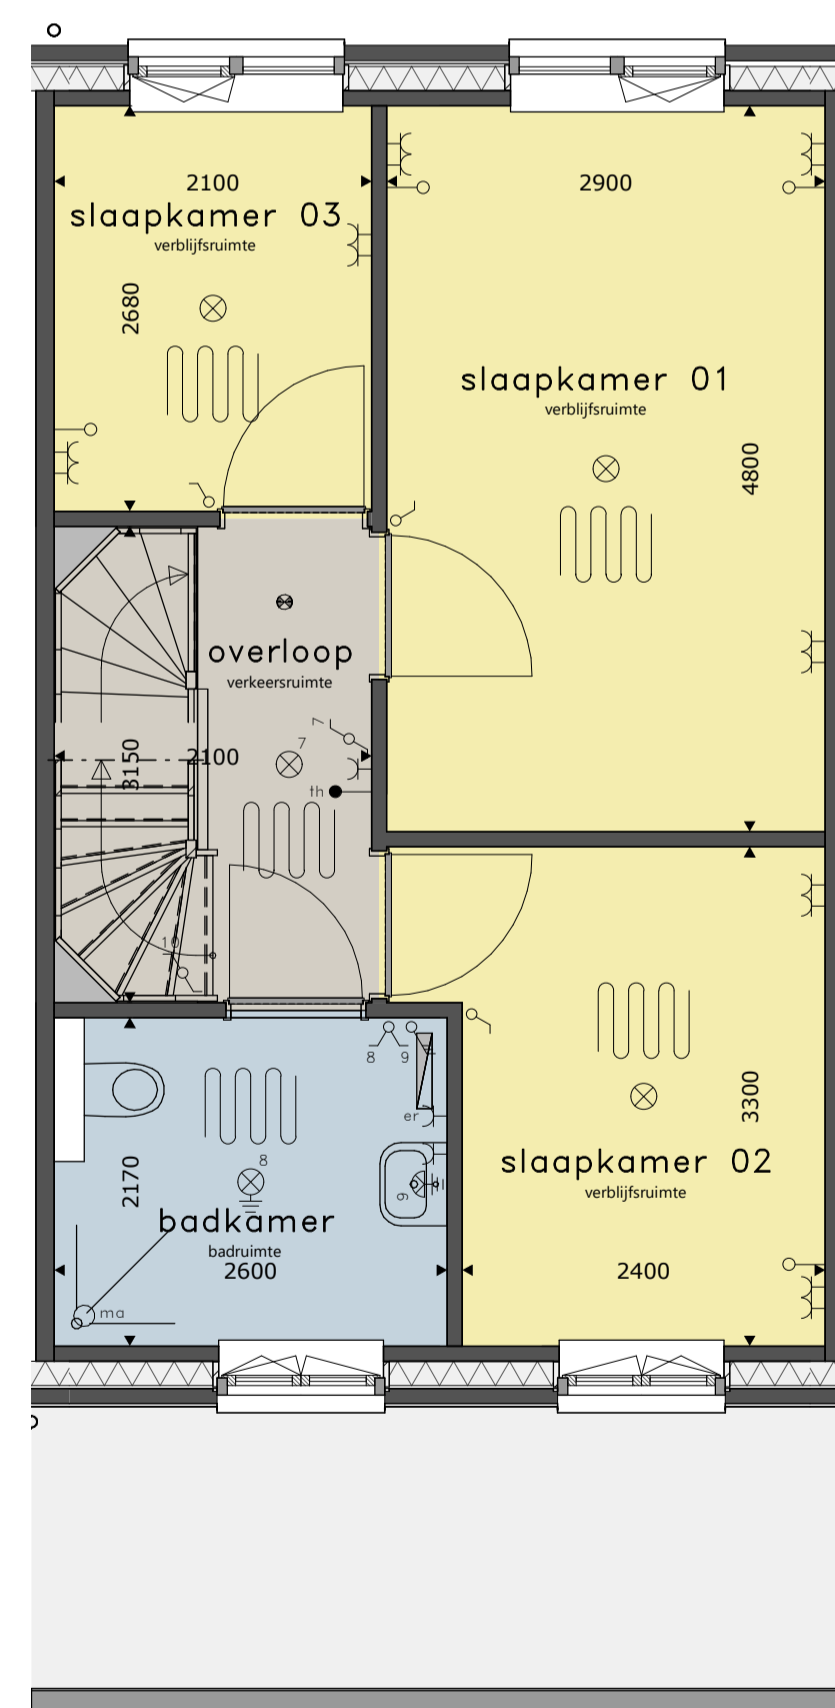 2100
slaapkamer 03
verblijfsruimte
2680
2900
slaapkamer 01
verblijfsruimte
4800
overloop
verkeersruimte
7
7
3150
2100
th
10
8 9
er
3300
slaapkamer 02
verblijfsruimte
2400
8
9
2170
badkamer
badruimte
2600
ma